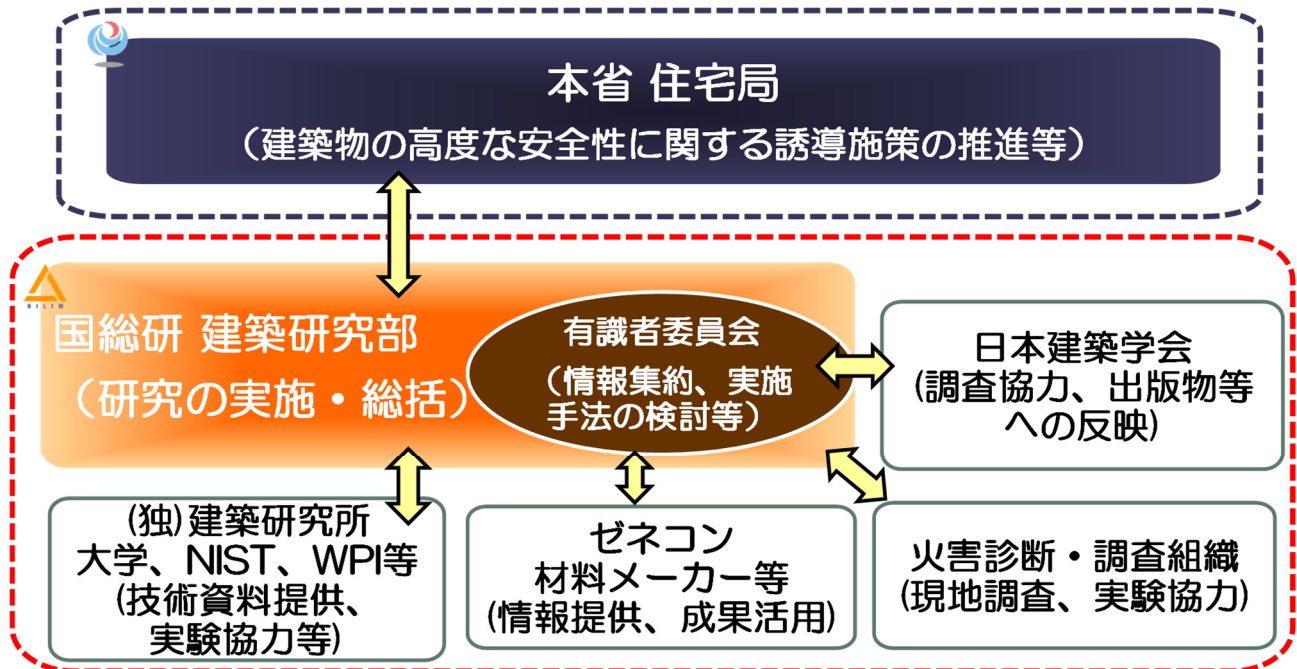 本省 住宅局
（建築物の高度な安全性に関する誘導施策の推進等）
NILIM
国総研 建築研究部
（研究の実施・総括）
有識者委員会
（情報集約、実施
手法の検討等）
日本建築学会
(調査協力、出版物等
への反映)
(独)建築研究所
大学、NIST、WPI等
(技術資料提供、
実験協力等)
ゼネコン
材料メーカー等
(情報提供、成果活用)
火害診断・調査組織
(現地調査、実験協力)